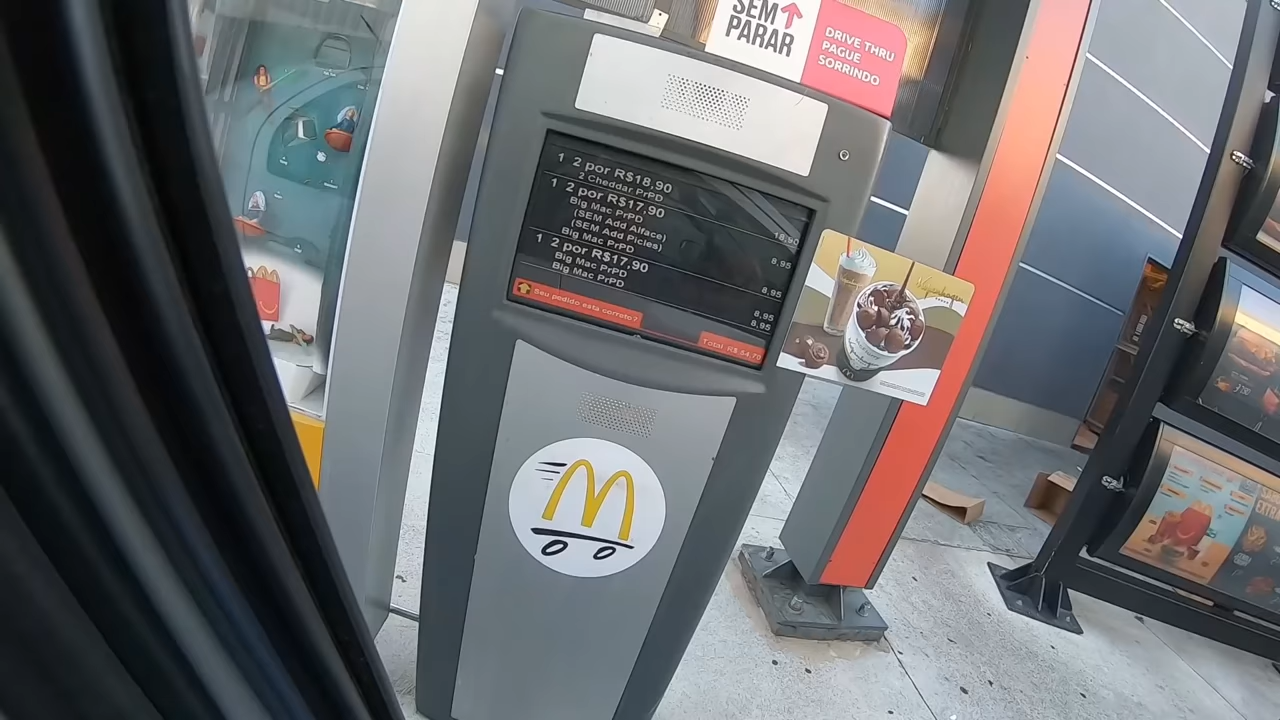 SEM
PARAR
DRIVE THRU
PAGUE
SORRINDO
1 2 por R$18,90
2 Cheddar PrPD 18,90
1 2 por R$17,90
Big Mac PrPD 8,95
(SEM Add Alface)
(SEM Add Picles)
Big Mac PrPD 8,95
1 2 por R$17,90
Big Mac PrPD 8,95
Big Mac PrPD 8,95
Seu pedido esta correto?
Total R$ 54,70